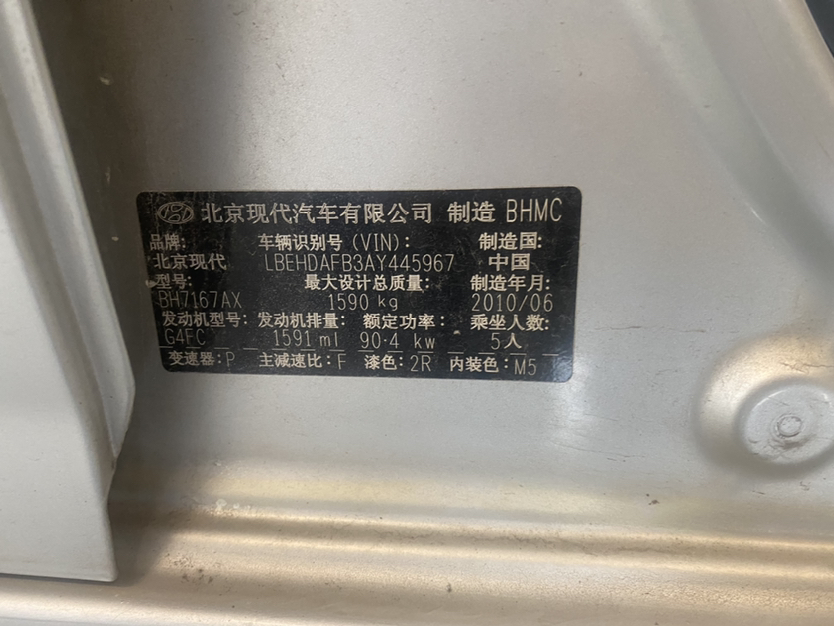 北京现代汽车有限公司 制造 BHMC
品牌: 车辆识别号(VIN): 制造国:
北京现代 LBEHDAFB3AY445967 中国
型号: 最大设计总质量: 制造年月:
BH7167AX 1590 kg 2010/06
发动机型号: 发动机排量: 额定功率: 乘坐人数:
G4FC 1591 ml 90.4 kw 5人
变速器: P 主减速比: F 漆色: 2R 内装色: M5